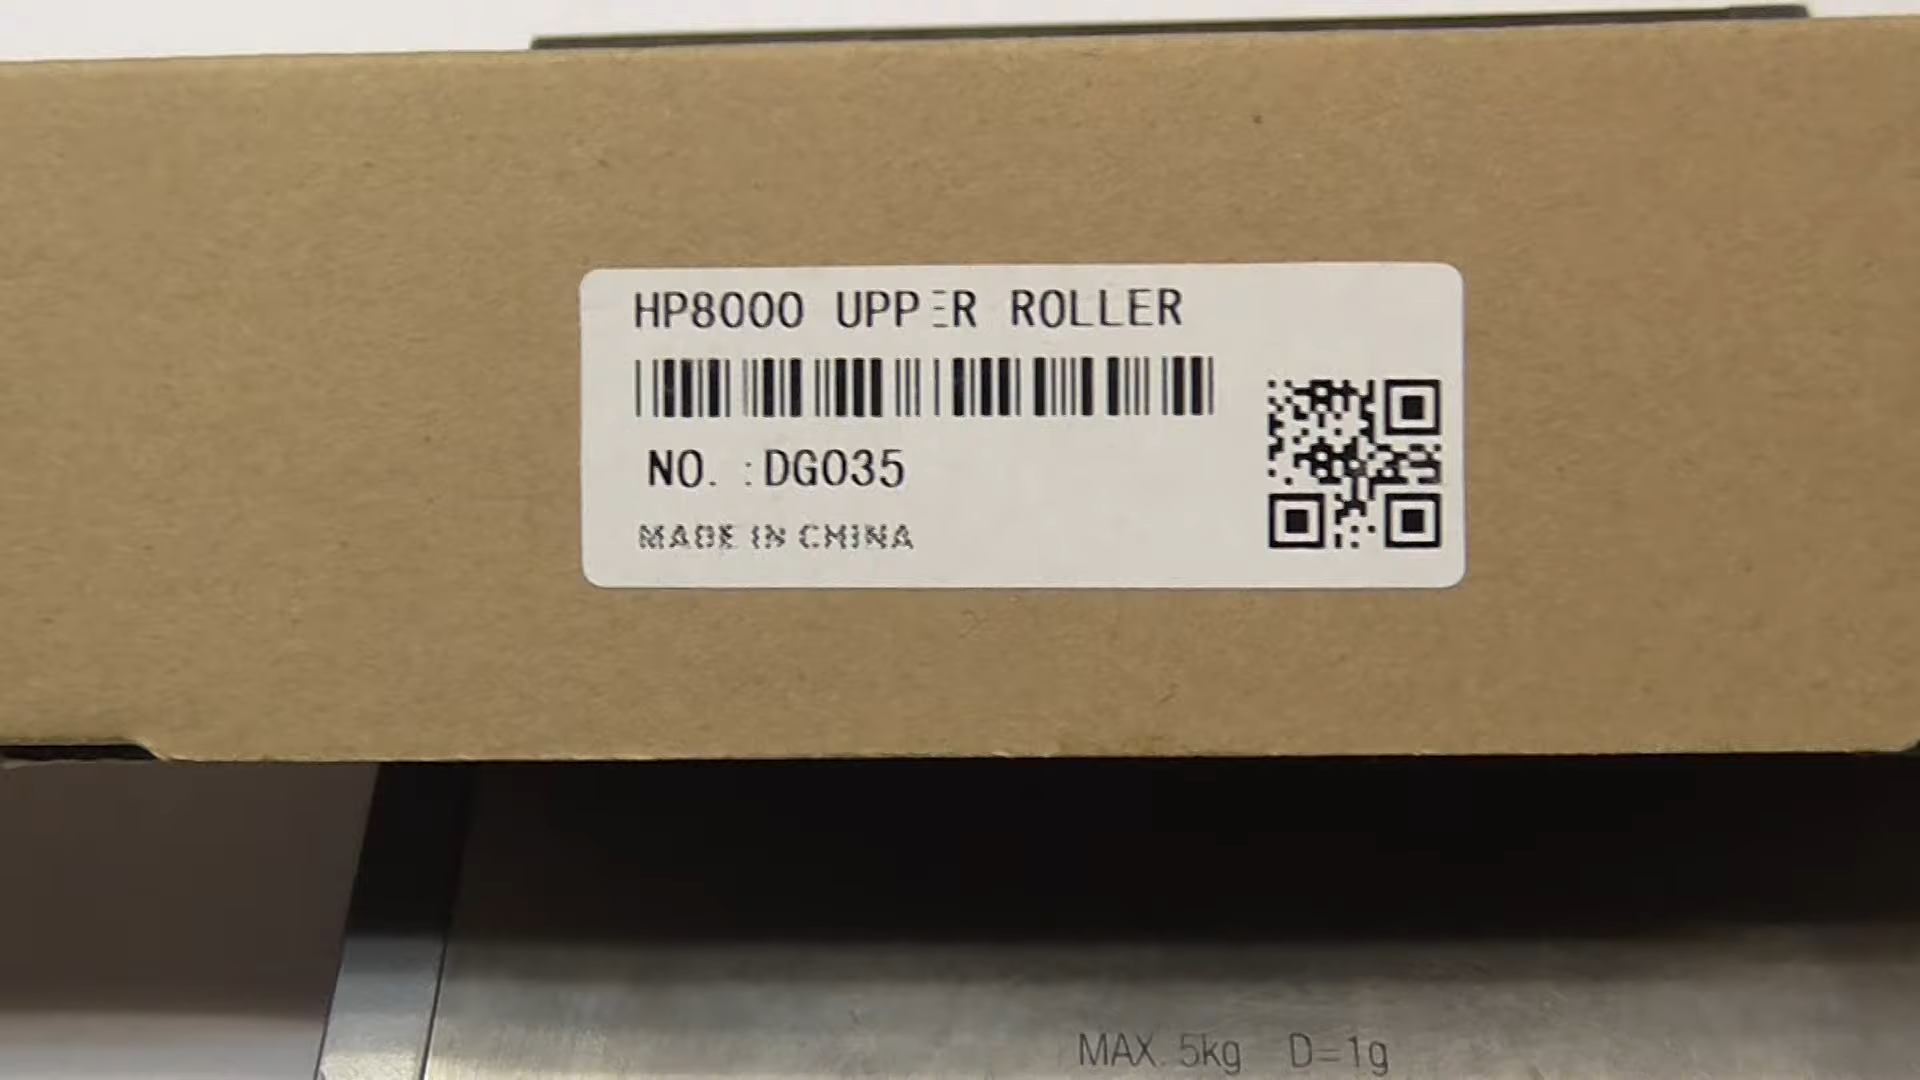 HP8000 UPPER ROLLER
NO. :DG035
MADE IN CHINA
MAX. 5kg D=1g